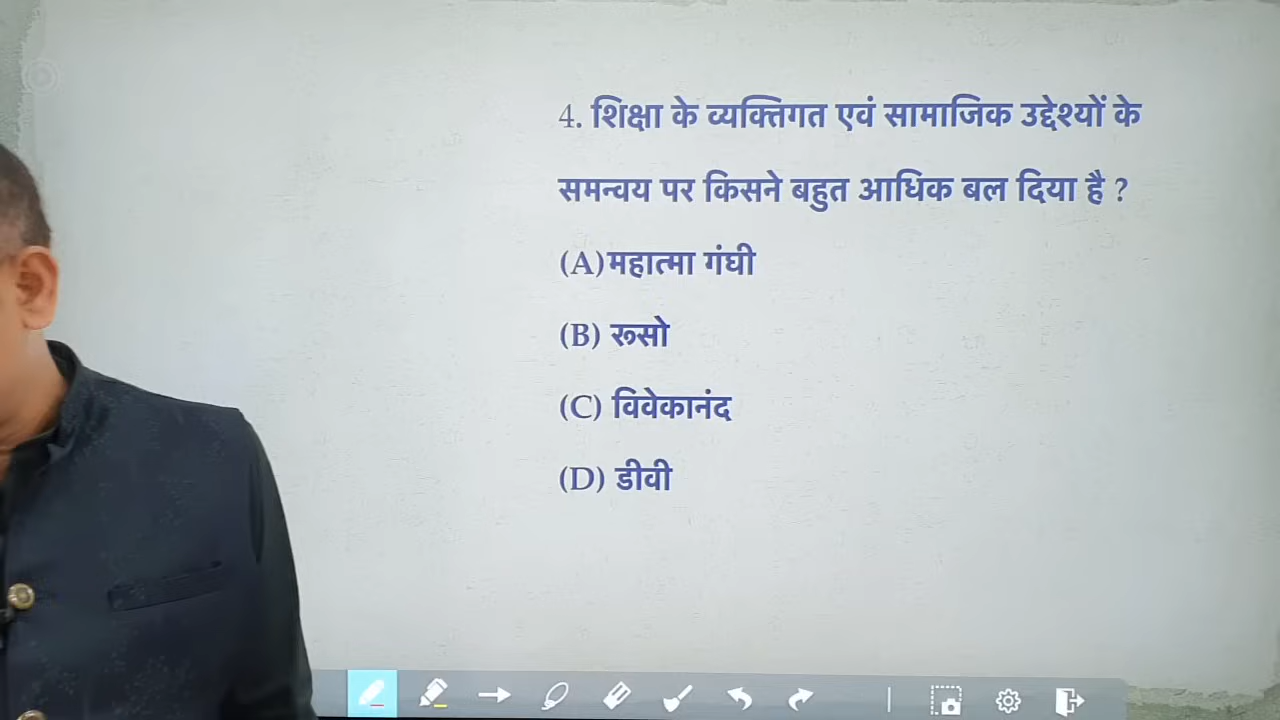 4. शिक्षा के व्यक्तिगत एवं सामाजिक उद्देश्यों के
समन्वय पर किसने बहुत आधिक बल दिया है ?
(A)महात्मा गंघी
(B) रूसो
(C) विवेकानंद
(D) डीवी